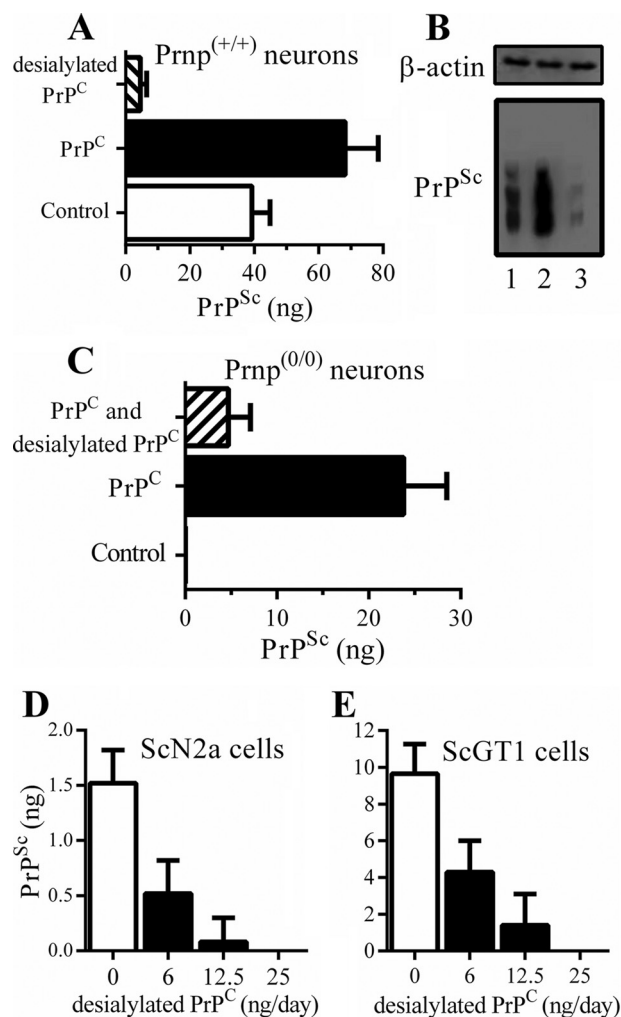 A
Prnp(+/+) neurons
desialylated
PrPC
PrPC
Control
0 20 40 60 80
PrPSc (ng)
B
β-actin
PrPSc
1 2 3
C
Prnp(0/0) neurons
PrPC and
desialylated PrPC
PrPC
Control
0 10 20 30
PrPSc (ng)
D
ScN2a cells
2.0
1.5
1.0
0.5
0.0
PrPSc (ng)
0 6 12.5 25
desialylated PrPC (ng/day)
E
ScGT1 cells
12
10
8
6
4
2
0
0 6 12.5 25
desialylated PrPC (ng/day)